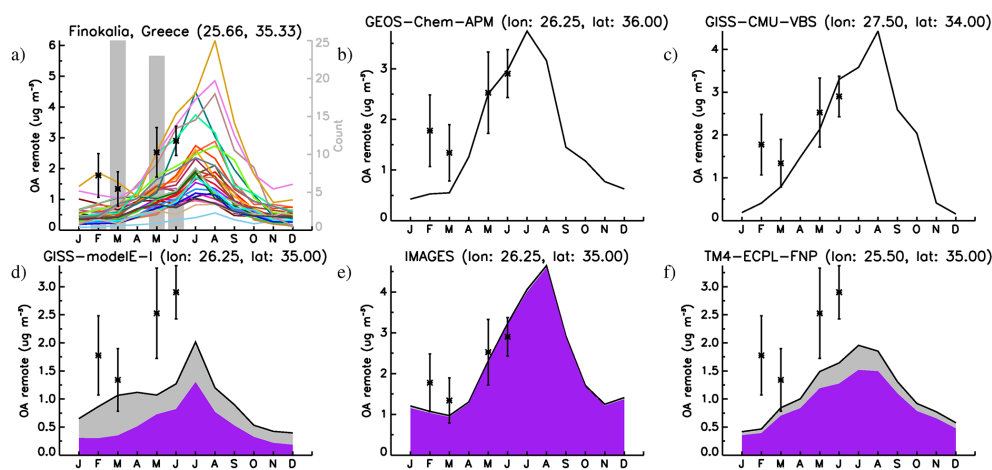 a)
Finokalia, Greece (25.66, 35.33)
OA remote (ug m⁻³)
6
5
4
3
2
1
0
25
20
15
10
5
0
Count
J F M A M J J A S O N D
b)
GEOS-Chem-APM (lon: 26.25, lat: 36.00)
OA remote (ug m⁻³)
3
2
1
0
J F M A M J J A S O N D
c)
GISS-CMU-VBS (lon: 27.50, lat: 34.00)
OA remote (ug m⁻³)
4
3
2
1
0
J F M A M J J A S O N D
d)
GISS-modelE-I (lon: 26.25, lat: 35.00)
OA remote (ug m⁻³)
3.0
2.5
2.0
1.5
1.0
0.5
0.0
J F M A M J J A S O N D
e)
IMAGES (lon: 26.25, lat: 35.00)
OA remote (ug m⁻³)
4
3
2
1
0
J F M A M J J A S O N D
f)
TM4-ECPL-FNP (lon: 25.50, lat: 35.00)
OA remote (ug m⁻³)
3.0
2.5
2.0
1.5
1.0
0.5
0.0
J F M A M J J A S O N D